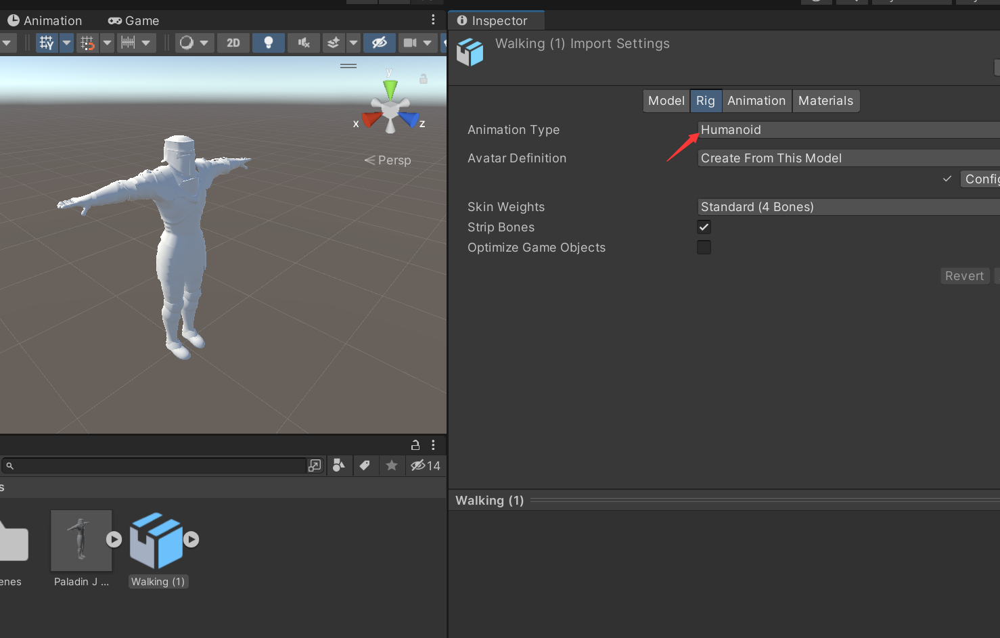 Animation
Game
2D
y
x
z
Persp
14
s
enes
Paladin J ...
Walking (1)
Inspector
Walking (1) Import Settings
Model
Rig
Animation
Materials
Animation Type
Humanoid
Avatar Definition
Create From This Model
Config
Skin Weights
Standard (4 Bones)
Strip Bones
Optimize Game Objects
Revert
Walking (1)